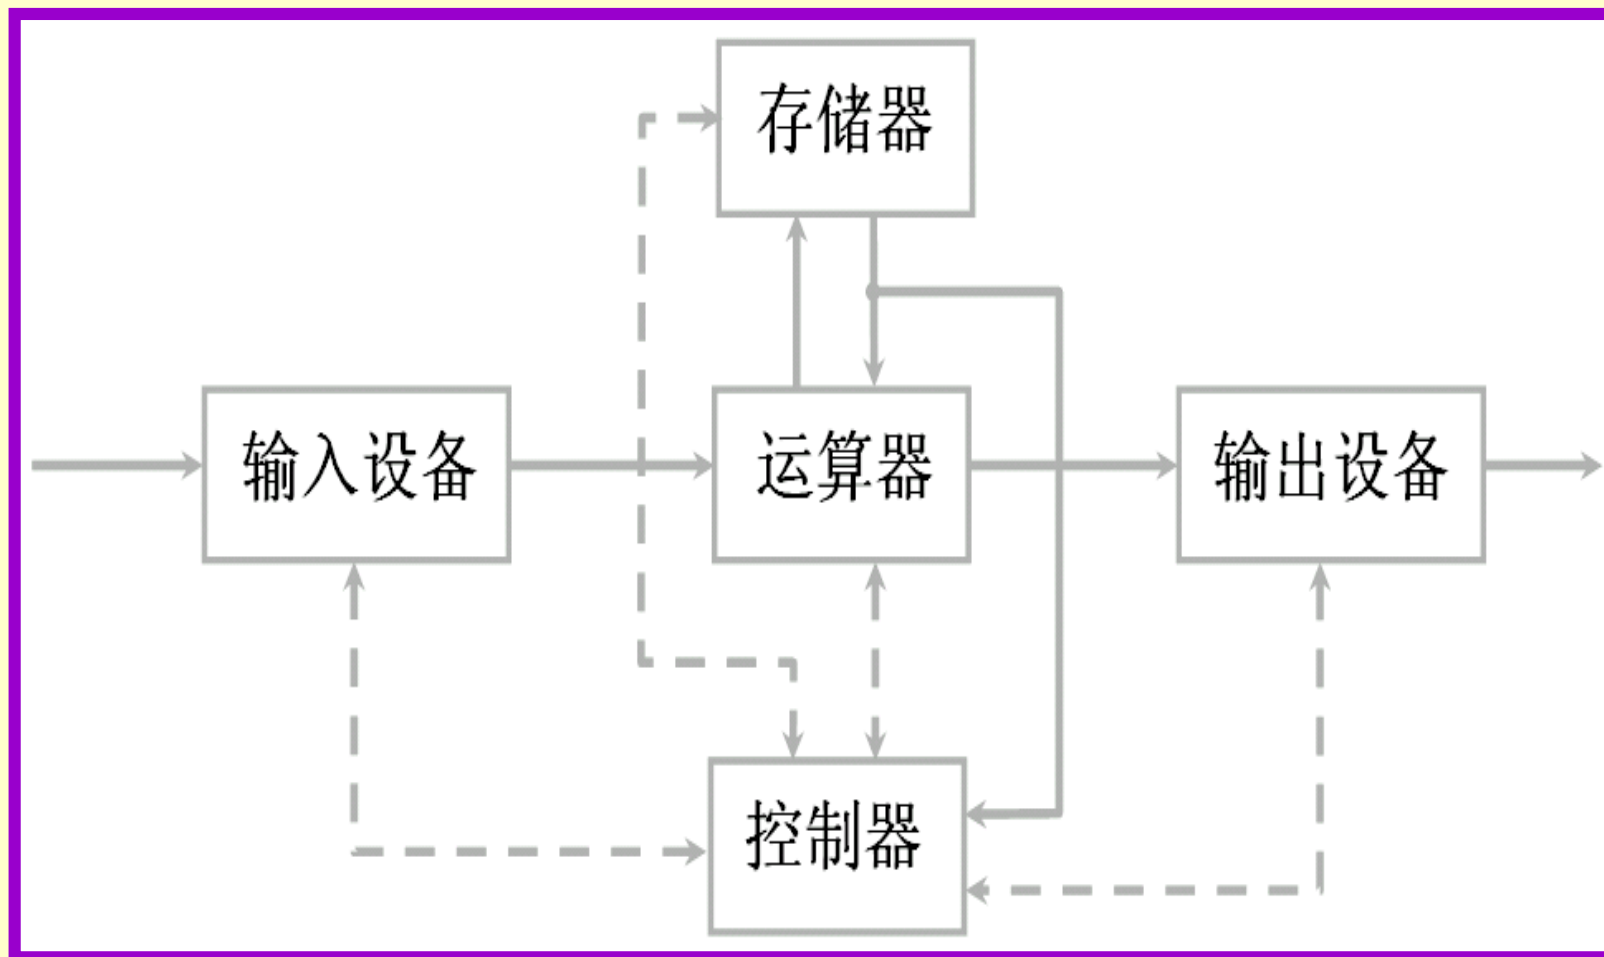 存储器
输入设备
运算器
输出设备
控制器